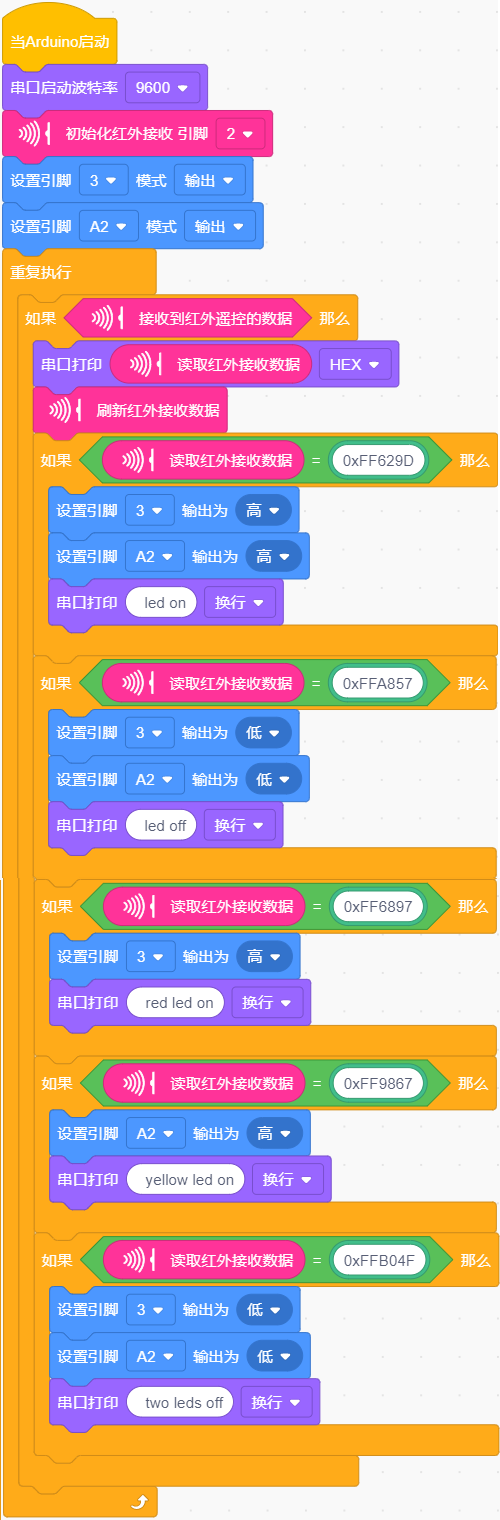 当Arduino启动
串口启动波特率 9600
初始化红外接收 引脚 2
设置引脚 3 模式 输出
设置引脚 A2 模式 输出
重复执行
如果 接收到红外遥控的数据 那么
串口打印 读取红外接收数据 HEX
刷新红外接收数据
如果 读取红外接收数据 = 0xFF629D 那么
设置引脚 3 输出为 高
设置引脚 A2 输出为 高
串口打印 led on 换行
如果 读取红外接收数据 = 0xFFA857 那么
设置引脚 3 输出为 低
设置引脚 A2 输出为 低
串口打印 led off 换行
如果 读取红外接收数据 = 0xFF6897 那么
设置引脚 3 输出为 高
串口打印 red led on 换行
如果 读取红外接收数据 = 0xFF9867 那么
设置引脚 A2 输出为 高
串口打印 yellow led on 换行
如果 读取红外接收数据 = 0xFFB04F 那么
设置引脚 3 输出为 低
设置引脚 A2 输出为 低
串口打印 two leds off 换行